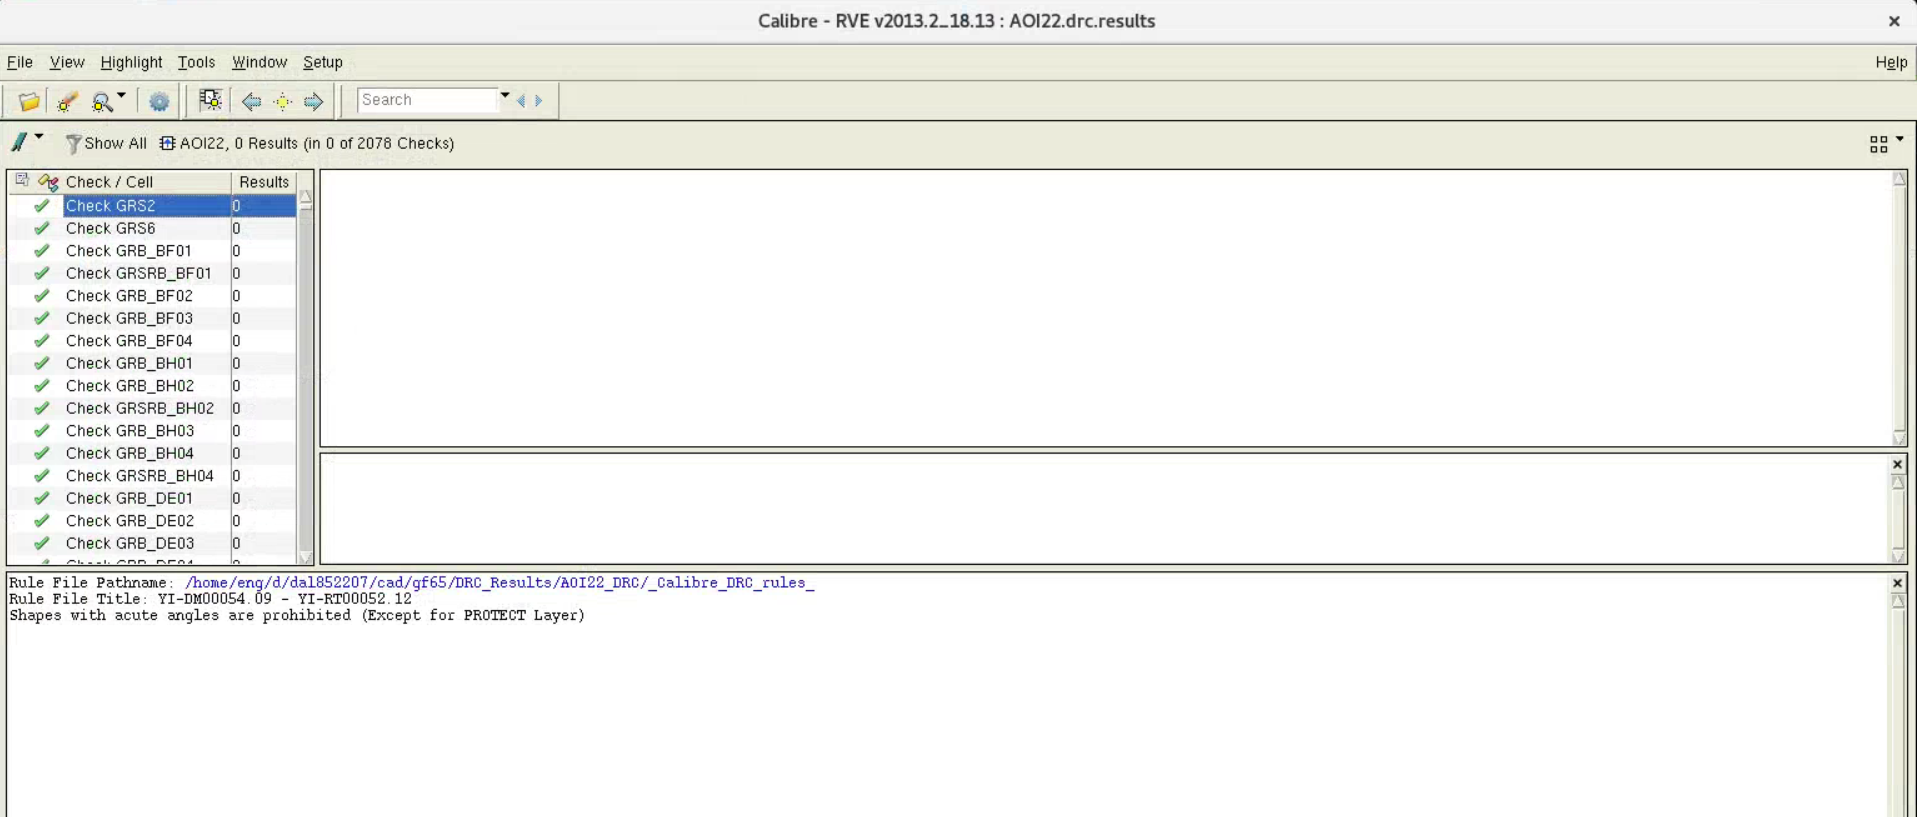 Calibre - RVE v2013.2_18.13 : AOI22.drc.results
File View Highlight Tools Window Setup Help
Search
Show All AOI22, 0 Results (in 0 of 2078 Checks)
Check / Cell Results
Check GRS2 0
Check GRS6 0
Check GRB_BF01 0
Check GRSRB_BF01 0
Check GRB_BF02 0
Check GRB_BF03 0
Check GRB_BF04 0
Check GRB_BH01 0
Check GRB_BH02 0
Check GRSRB_BH02 0
Check GRB_BH03 0
Check GRB_BH04 0
Check GRSRB_BH04 0
Check GRB_DE01 0
Check GRB_DE02 0
Check GRB_DE03 0
Rule File Pathname: /home/eng/d/dal852207/cad/gf65/DRC_Results/AOI22_DRC/_Calibre_DRC_rules_
Rule File Title: YI-DM00054.09 - YI-RT00052.12
Shapes with acute angles are prohibited (Except for PROTECT Layer)